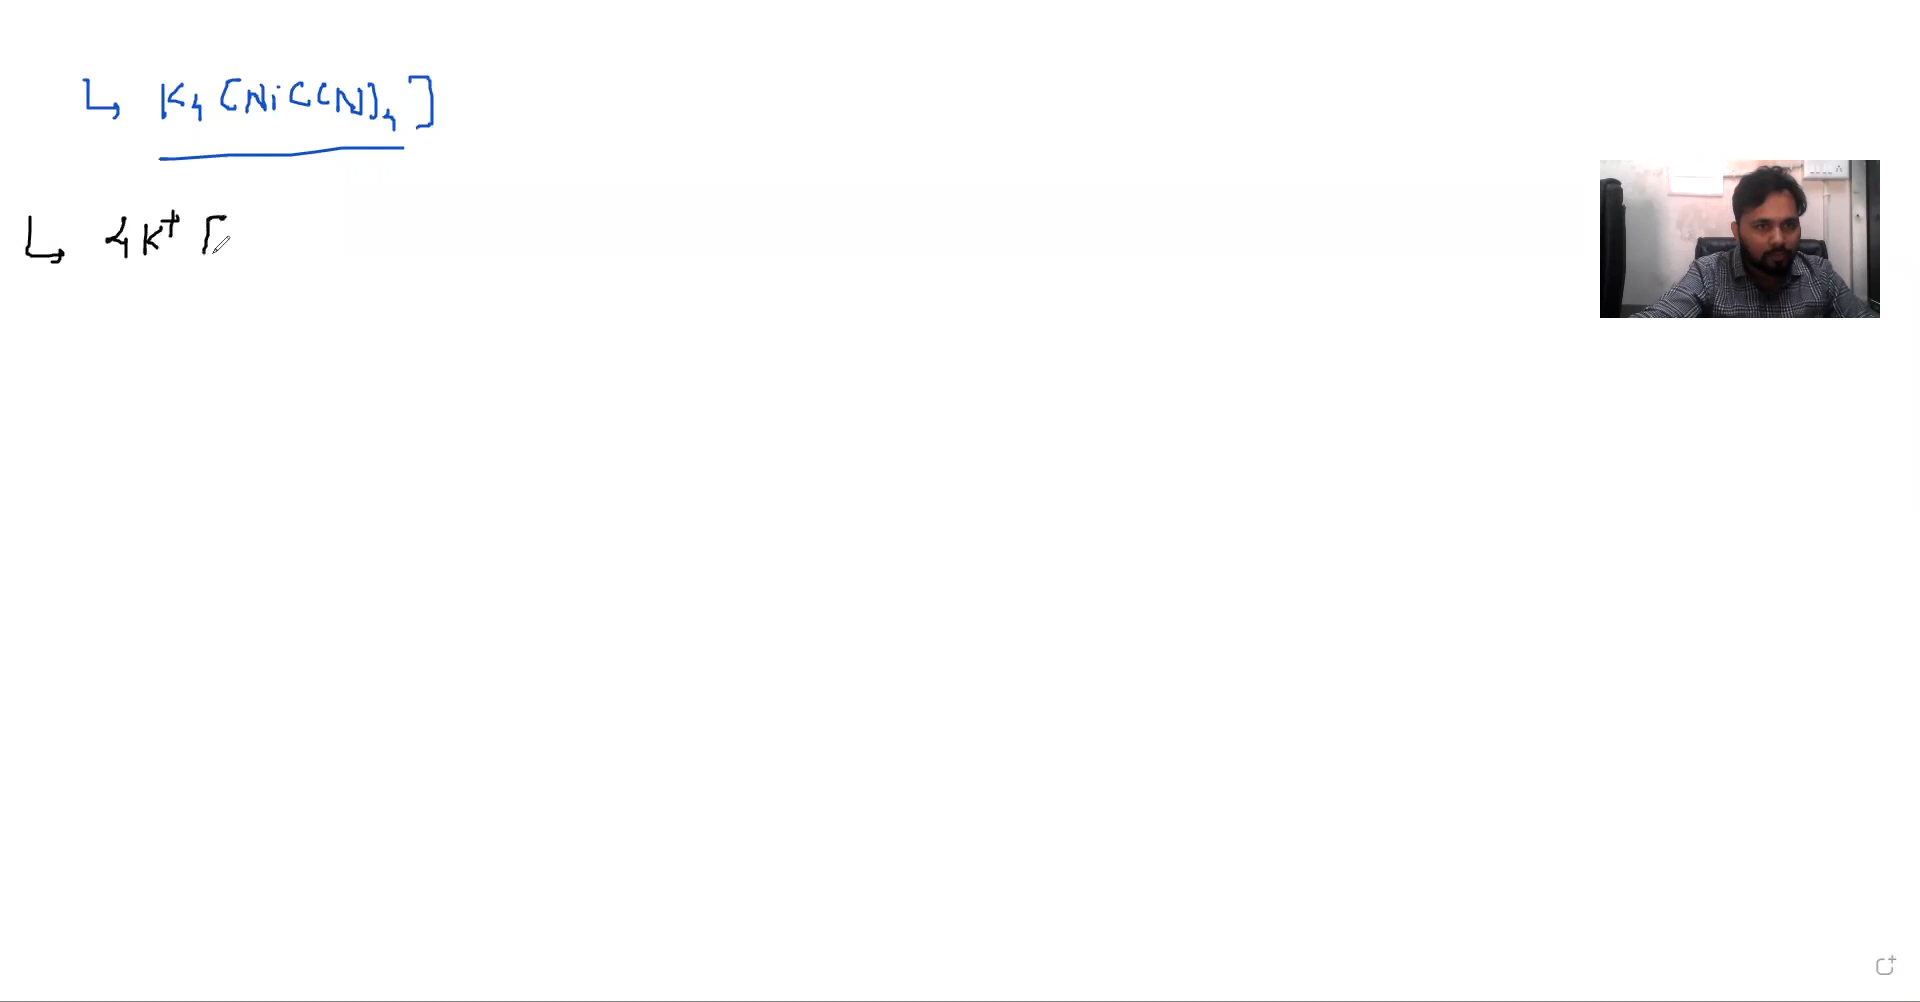 ↳ K₄[Ni(CN)₄]
↳ 4K⁺ [